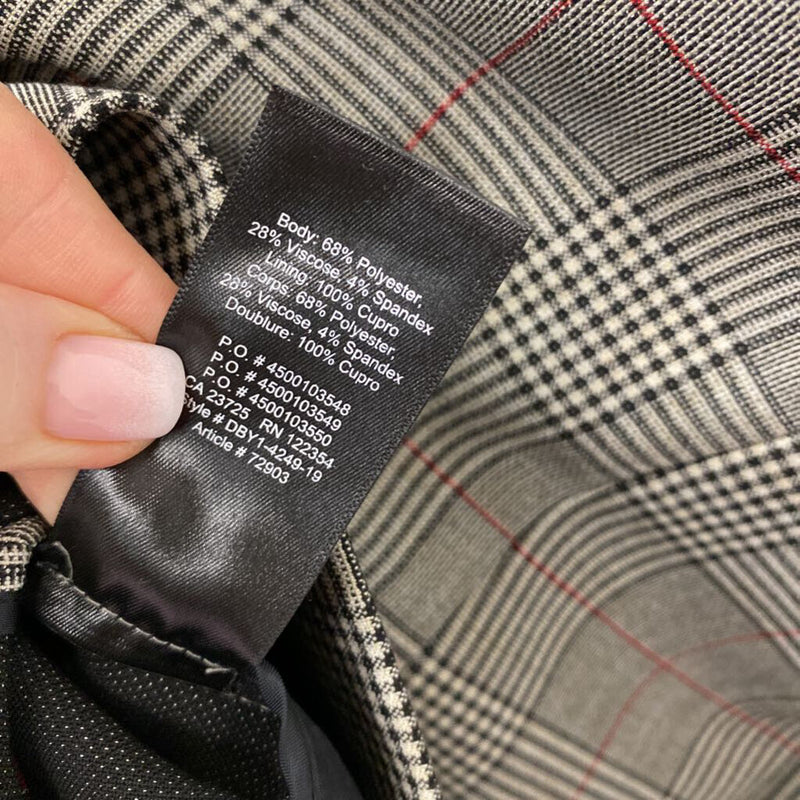 Body: 68% Polyester,
28% Viscose, 4% Spandex
Lining: 100% Cupro
Corps: 68% Polyester,
28% Viscose, 4% Spandex
Doublure: 100% Cupro
P.O. # 4500103548
P.O. # 4500103549
P.O. # 4500103550
CA 23725 RN 122354
Style # DBY1-4249-19
Article # 72903